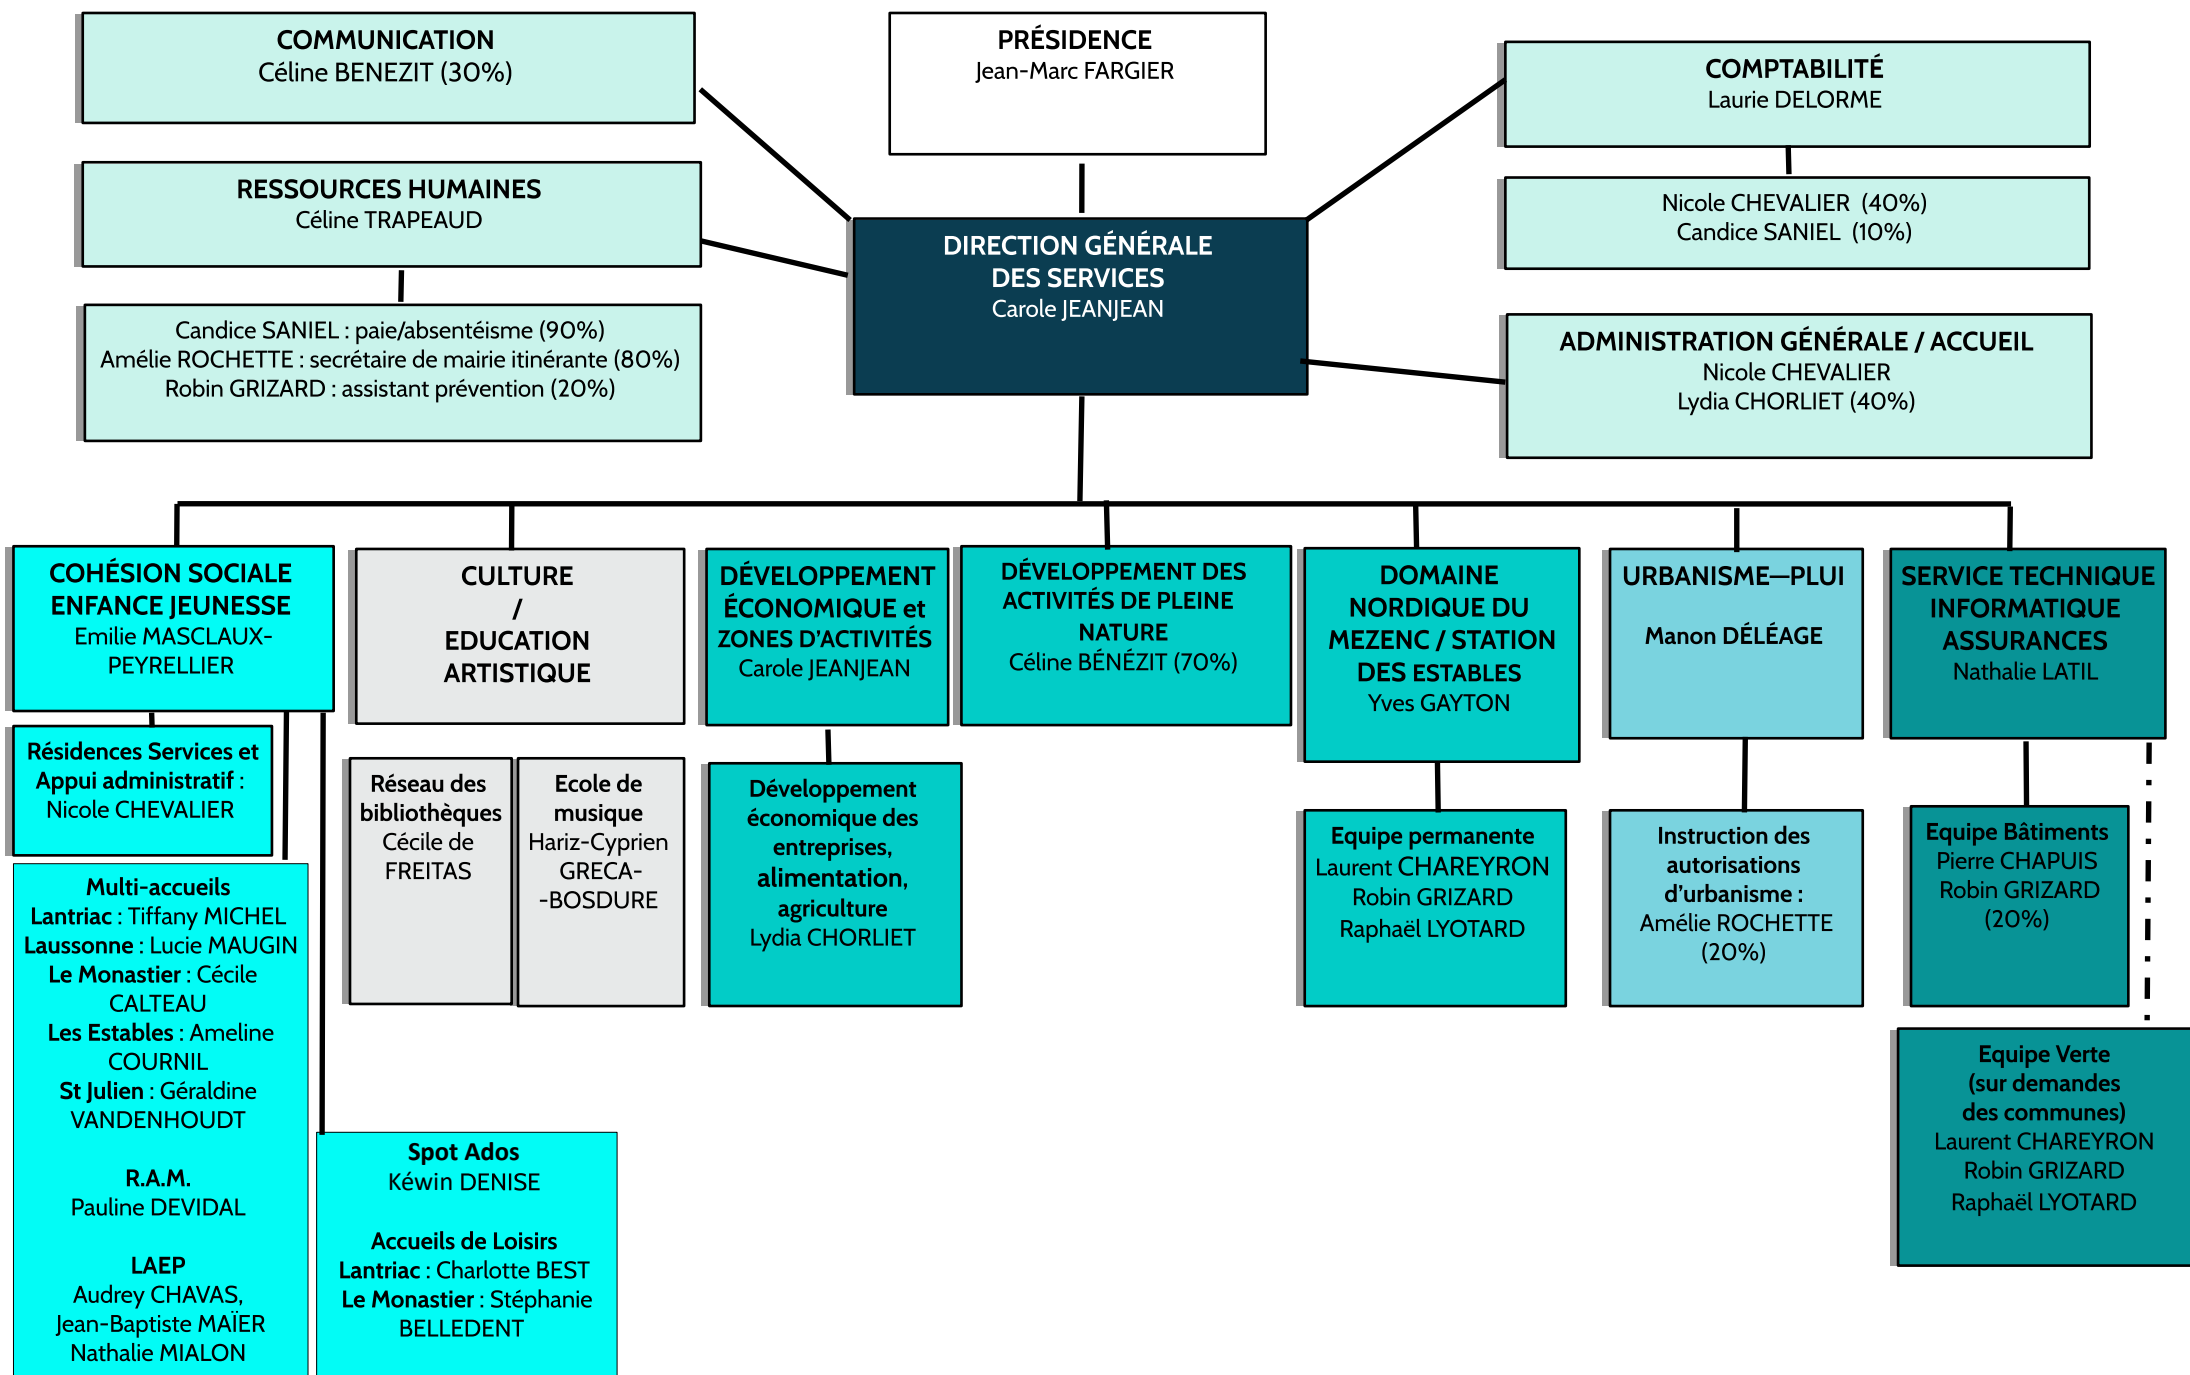 COMMUNICATION
Céline BENEZIT (30%)
PRÉSIDENCE
Jean-Marc FARGIER
COMPTABILITÉ
Laurie DELORME
RESSOURCES HUMAINES
Céline TRAPEAUD
Nicole CHEVALIER (40%)
Candice SANIEL (10%)
DIRECTION GÉNÉRALE
DES SERVICES
Carole JEANJEAN
Candice SANIEL : paie/absentéisme (90%)
Amélie ROCHETTE : secrétaire de mairie itinérante (80%)
Robin GRIZARD : assistant prévention (20%)
ADMINISTRATION GÉNÉRALE / ACCUEIL
Nicole CHEVALIER
Lydia CHORLIET (40%)
COHÉSION SOCIALE
ENFANCE JEUNESSE
Emilie MASCLAUX-
PEYRELLIER
CULTURE
/
EDUCATION
ARTISTIQUE
DÉVELOPPEMENT
ÉCONOMIQUE et
ZONES D'ACTIVITÉS
Carole JEANJEAN
DÉVELOPPEMENT DES
ACTIVITÉS DE PLEINE
NATURE
Céline BÉNÉZIT (70%)
DOMAINE
NORDIQUE DU
MEZENC / STATION
DES ESTABLES
Yves GAYTON
URBANISME—PLUI
Manon DÉLÉAGE
SERVICE TECHNIQUE
INFORMATIQUE
ASSURANCES
Nathalie LATIL
Résidences Services et
Appui administratif :
Nicole CHEVALIER
Réseau des
bibliothèques
Cécile de
FREITAS
Ecole de
musique
Hariz-Cyprien
GRECA-
-BOSDURE
Développement
économique des
entreprises,
alimentation,
agriculture
Lydia CHORLIET
Equipe permanente
Laurent CHAREYRON
Robin GRIZARD
Raphaël LYOTARD
Instruction des
autorisations
d'urbanisme :
Amélie ROCHETTE
(20%)
Equipe Bâtiments
Pierre CHAPUIS
Robin GRIZARD
(20%)
Multi-accueils
Lantriac : Tiffany MICHEL
Laussonne : Lucie MAUGIN
Le Monastier : Cécile
CALTEAU
Les Estables : Ameline
COURNIL
St Julien : Géraldine
VANDENHOUDT
R.A.M.
Pauline DEVIDAL
LAEP
Audrey CHAVAS,
Jean-Baptiste MAÏER
Nathalie MIALON
Spot Ados
Kéwin DENISE
Accueils de Loisirs
Lantriac : Charlotte BEST
Le Monastier : Stéphanie
BELLEDENT
Equipe Verte
(sur demandes
des communes)
Laurent CHAREYRON
Robin GRIZARD
Raphaël LYOTARD